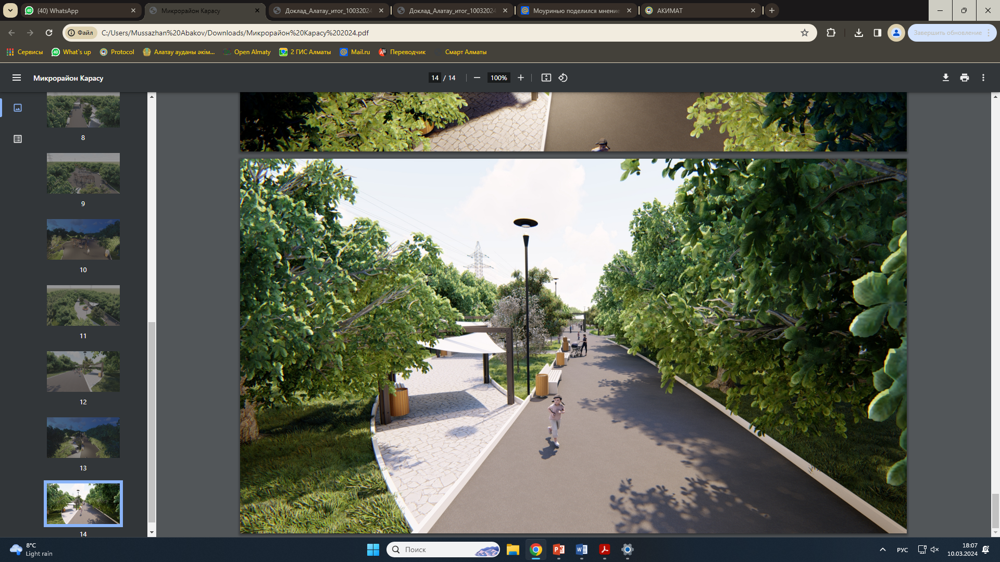 (40) WhatsApp
Микрорайон Карасу
Доклад_Алатау_итог_10032024
Доклад_Алатау_итог_10032024
Моуринью поделился мнение
АКИМАТ
Файл
C:/Users/Mussazhan%20Abakov/Downloads/Микрорайон%20Карасу%202024.pdf
Завершить обновление
Сервисы
What`s up
Protocol
Алатау ауданы әкім...
Open Almaty
2 ГИС Алматы
Mail.ru
Переводчик
Смарт Алматы
Микрорайон Карасу
14 / 14
100%
8
9
10
11
12
13
14
8°C
Light rain
Поиск
РУС
18:07
10.03.2024